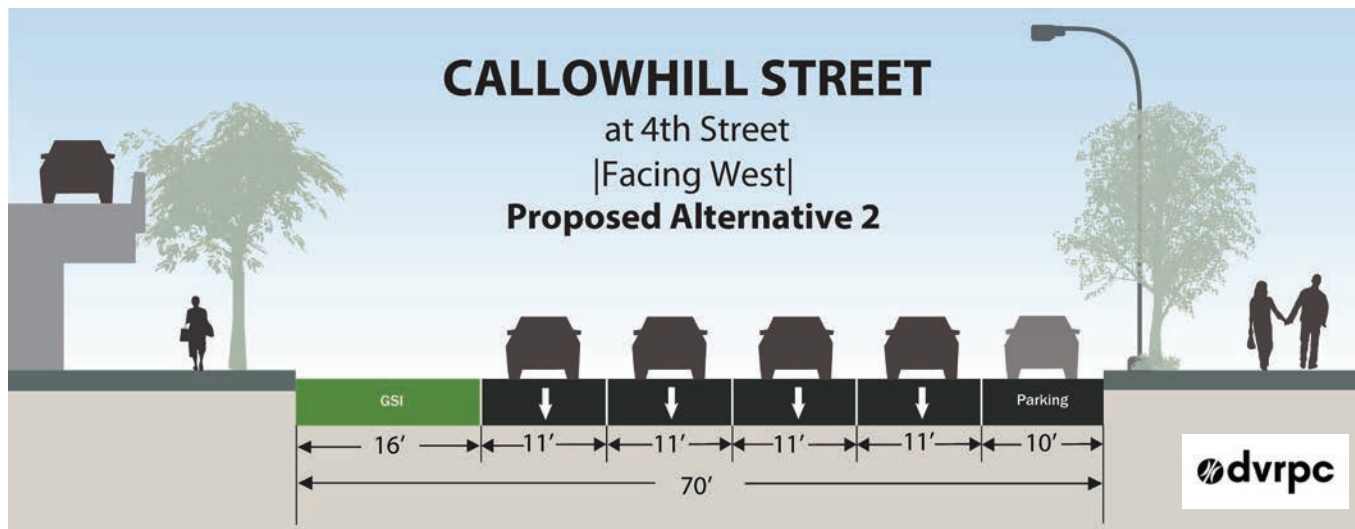 CALLOWHILL STREET
at 4th Street
|Facing West|
Proposed Alternative 2
GSI
Parking
16’ 11’ 11’ 11’ 11’ 10’
70’
dvrpc